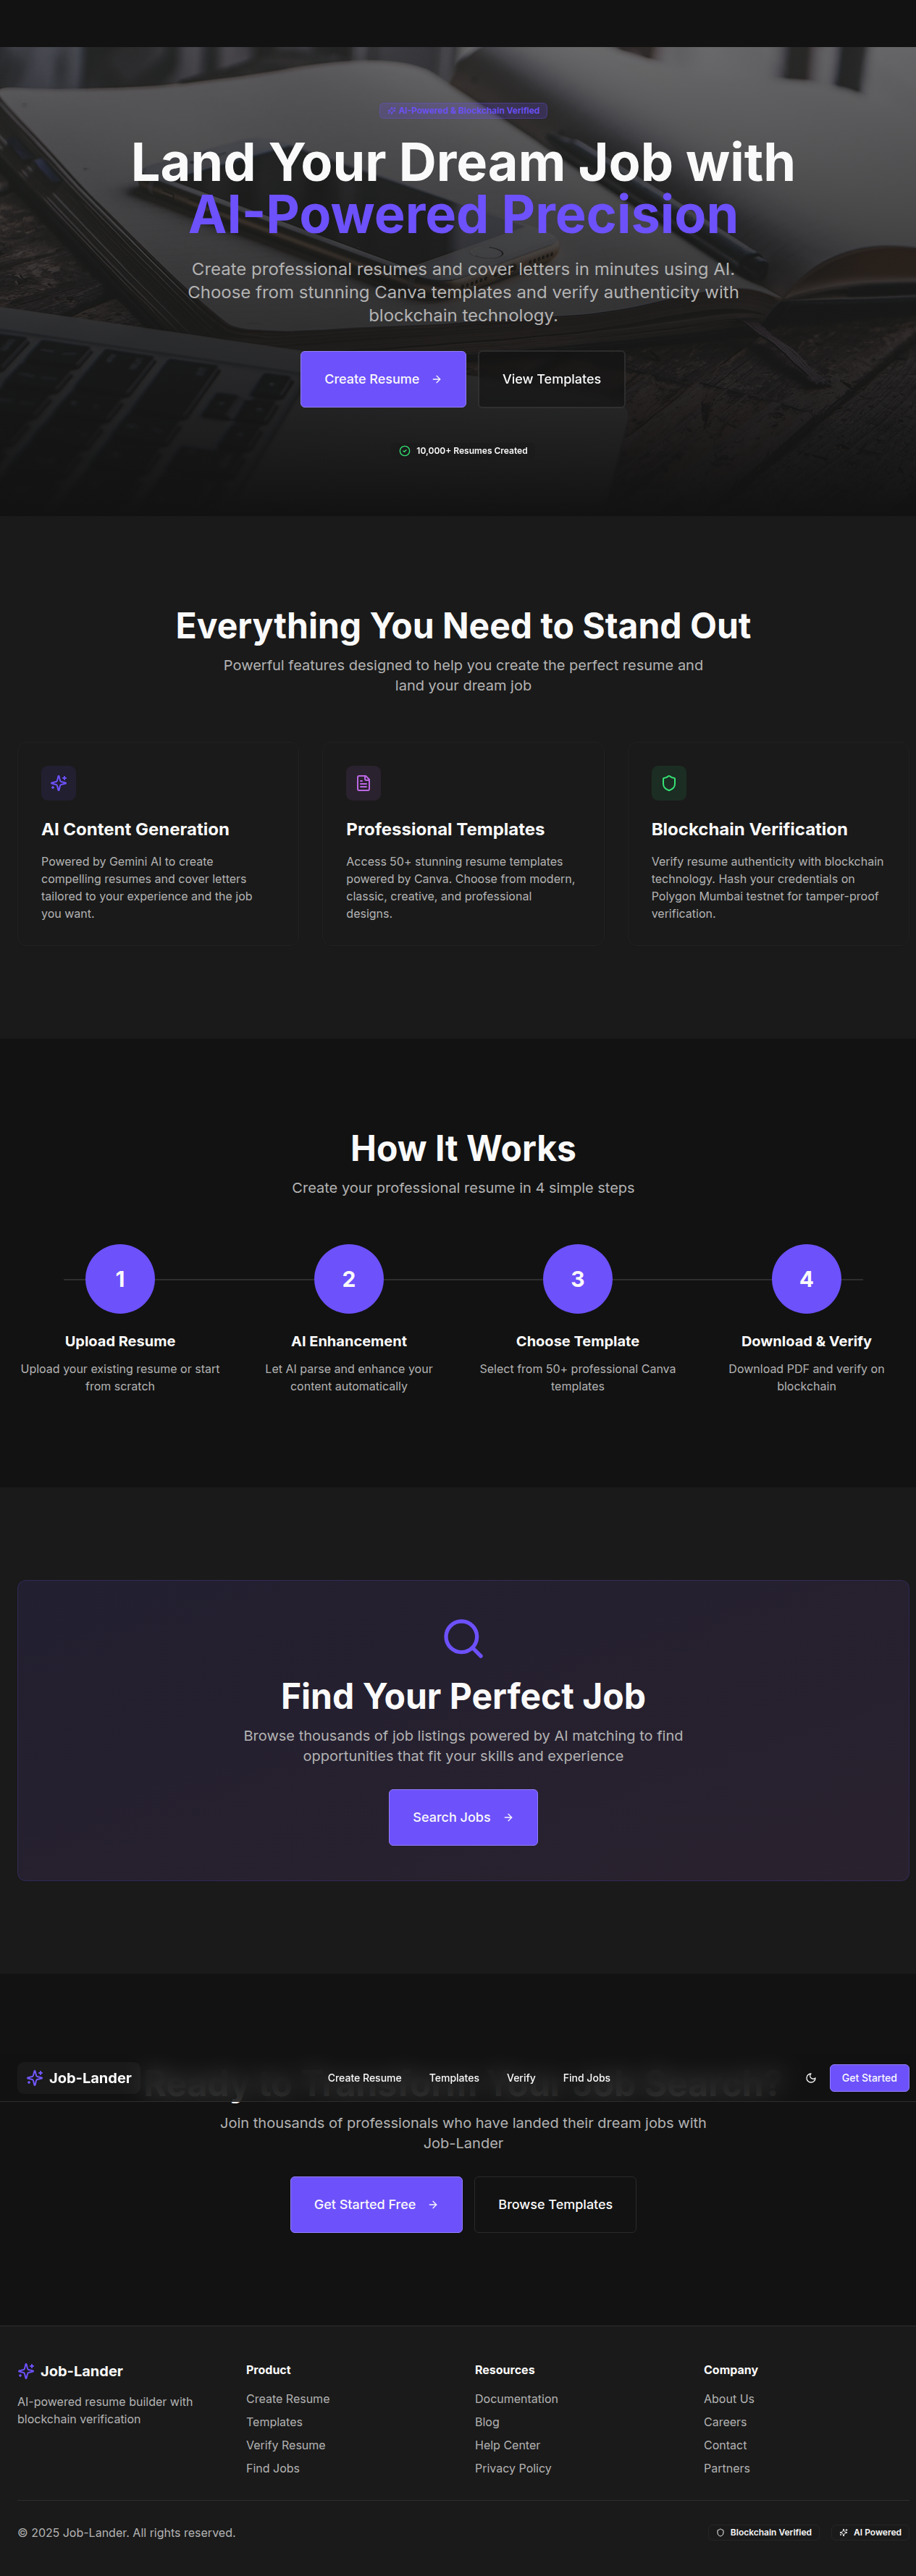 AI-Powered & Blockchain Verified
Land Your Dream Job with
AI-Powered Precision
Create professional resumes and cover letters in minutes using AI.
Choose from stunning Canva templates and verify authenticity with
blockchain technology.
Create Resume
View Templates
10,000+ Resumes Created
Everything You Need to Stand Out
Powerful features designed to help you create the perfect resume and
land your dream job
AI Content Generation
Powered by Gemini AI to create
compelling resumes and cover letters
tailored to your experience and the job
you want.
Professional Templates
Access 50+ stunning resume templates
powered by Canva. Choose from modern,
classic, creative, and professional
designs.
Blockchain Verification
Verify resume authenticity with blockchain
technology. Hash your credentials on
Polygon Mumbai testnet for tamper-proof
verification.
How It Works
Create your professional resume in 4 simple steps
1
Upload Resume
Upload your existing resume or start
from scratch
2
AI Enhancement
Let AI parse and enhance your
content automatically
3
Choose Template
Select from 50+ professional Canva
templates
4
Download & Verify
Download PDF and verify on
blockchain
Find Your Perfect Job
Browse thousands of job listings powered by AI matching to find
opportunities that fit your skills and experience
Search Jobs
Job-Lander
Create Resume
Templates
Verify
Find Jobs
Get Started
Ready to Transform Your Job Search?
Join thousands of professionals who have landed their dream jobs with
Job-Lander
Get Started Free
Browse Templates
Job-Lander
AI-powered resume builder with
blockchain verification
Product
Create Resume
Templates
Verify Resume
Find Jobs
Resources
Documentation
Blog
Help Center
Privacy Policy
Company
About Us
Careers
Contact
Partners
© 2025 Job-Lander. All rights reserved.
Blockchain Verified
AI Powered